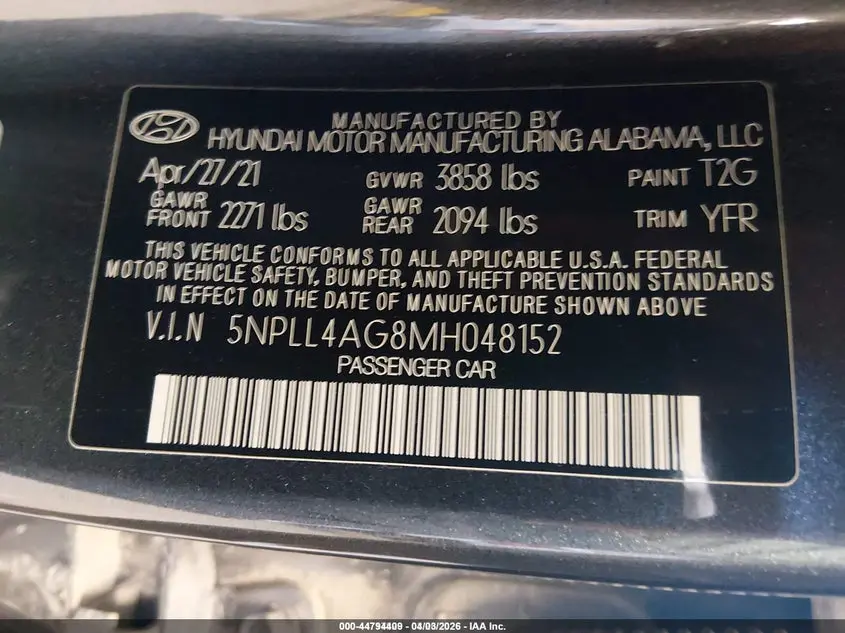 MANUFACTURED BY
HYUNDAI MOTOR MANUFACTURING ALABAMA, LLC
Apr/27/21 GVWR 3858 lbs PAINT T2G
GAWR FRONT 2271 lbs GAWR REAR 2094 lbs TRIM YFR
THIS VEHICLE CONFORMS TO ALL APPLICABLE U.S.A. FEDERAL
MOTOR VEHICLE SAFETY, BUMPER, AND THEFT PREVENTION STANDARDS
IN EFFECT ON THE DATE OF MANUFACTURE SHOWN ABOVE
V.I.N 5NPLL4AG8MH048152
PASSENGER CAR
000-44794409 - 04/03/2026 - IAA Inc.